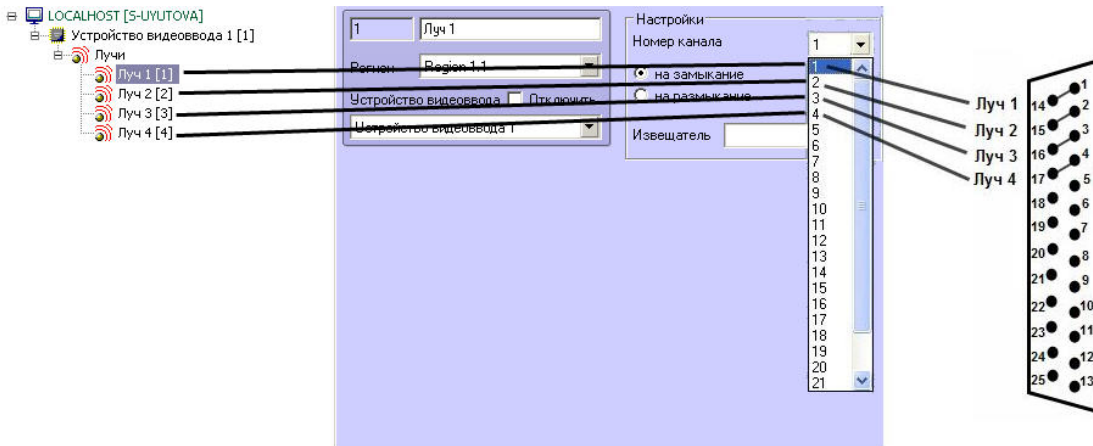 LOCALHOST [S-UYUTOVA]
Устройство видеоввода 1 [1]
Лучи
Луч 1 [1]
Луч 2 [2]
Луч 3 [3]
Луч 4 [4]
1
Луч 1
Регион
Region 1.1
Устройство видеоввода
Отключить
Устройство видеоввода 1
Настройки
Номер канала
1
на замыкание
на размыкание
Извещатель
1
2
3
4
5
6
7
8
9
10
11
12
13
14
15
16
17
18
19
20
21
Луч 1
Луч 2
Луч 3
Луч 4
1
14
2
15
3
16
4
17
5
18
6
19
7
20
8
21
9
22
10
23
11
24
12
25
13